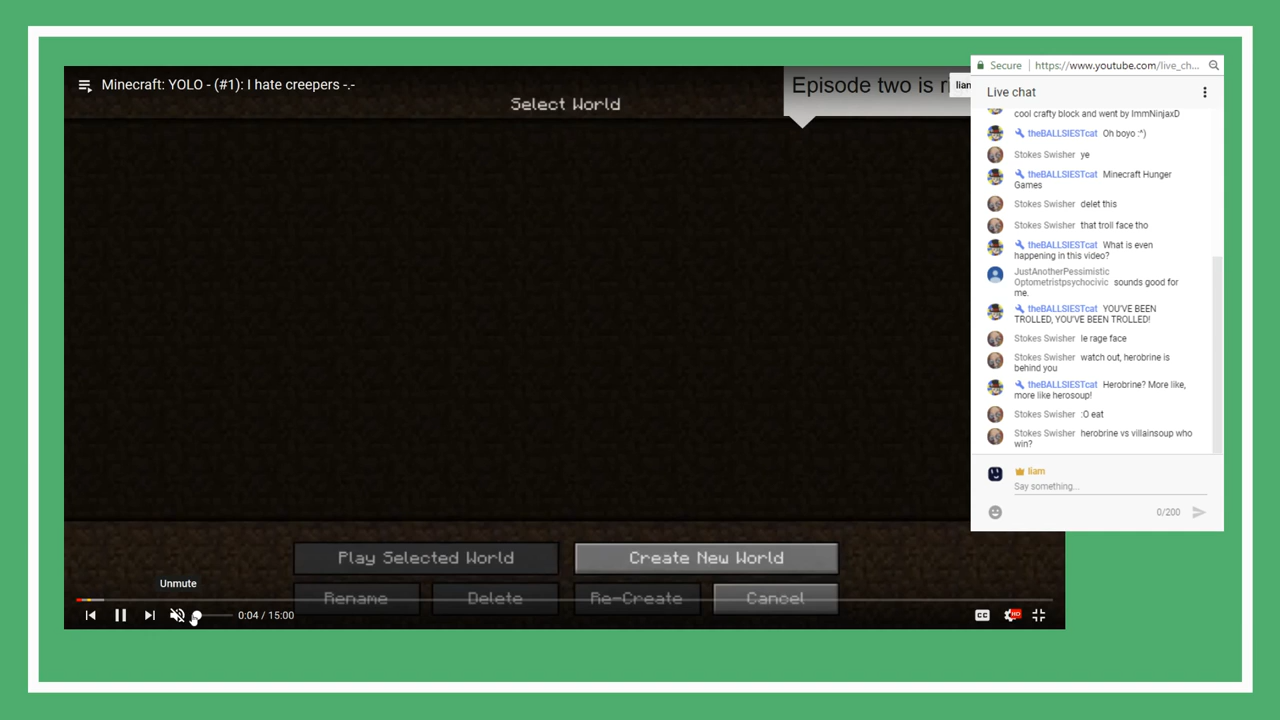 Minecraft: YOLO - (#1): I hate creepers -.-
Select World
Episode two is ri
liam
Play Selected World
Create New World
Rename
Delete
Re-Create
Cancel
Unmute
0:04 / 15:00
CC
HD
Secure
https://www.youtube.com/live_ch...
Live chat
cool crafty block and went by ImmNinjaxD
theBALLSIESTcat Oh boyo :^)
Stokes Swisher ye
theBALLSIESTcat Minecraft Hunger
Games
Stokes Swisher delet this
Stokes Swisher that troll face tho
theBALLSIESTcat What is even
happening in this video?
JustAnotherPessimistic
Optometristpsychocivic sounds good for
me.
theBALLSIESTcat YOU'VE BEEN
TROLLED, YOU'VE BEEN TROLLED!
Stokes Swisher le rage face
Stokes Swisher watch out, herobrine is
behind you
theBALLSIESTcat Herobrine? More like,
more like herosoup!
Stokes Swisher :O eat
Stokes Swisher herobrine vs villainsoup who
win?
liam
Say something...
0/200